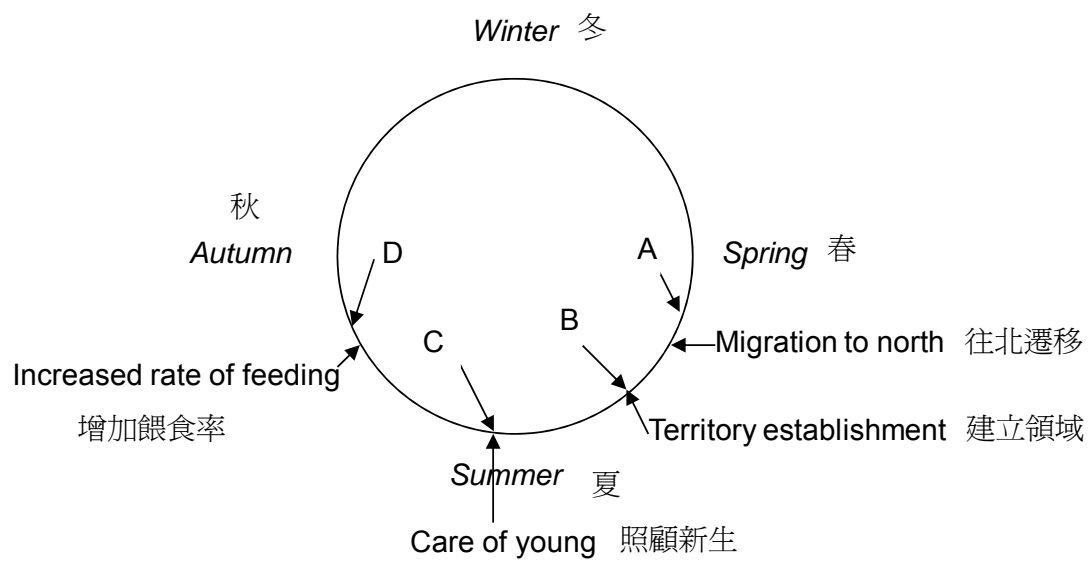 Winter 冬
秋
Autumn
D
A
Spring 春
B
C
Migration to north 往北遷移
Increased rate of feeding
增加餵食率
Territory establishment 建立領域
Summer 夏
Care of young 照顧新生